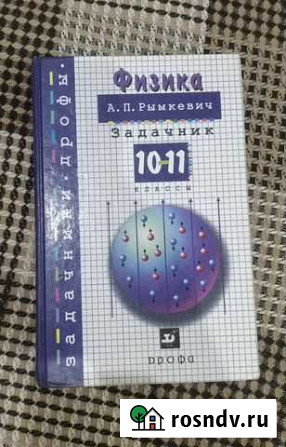 задачники·дрофы·
Физика
А.П.Рымкевич
Задачник
10-11
классы
дрофа
rosndv.ru